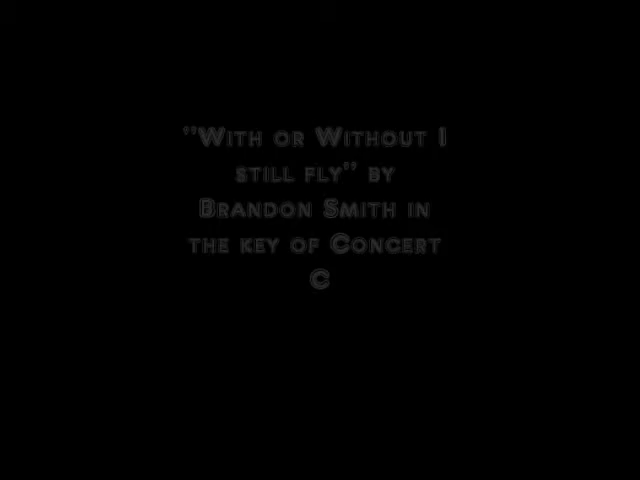 "With or Without I
still fly" by
Brandon Smith in
the key of Concert
C